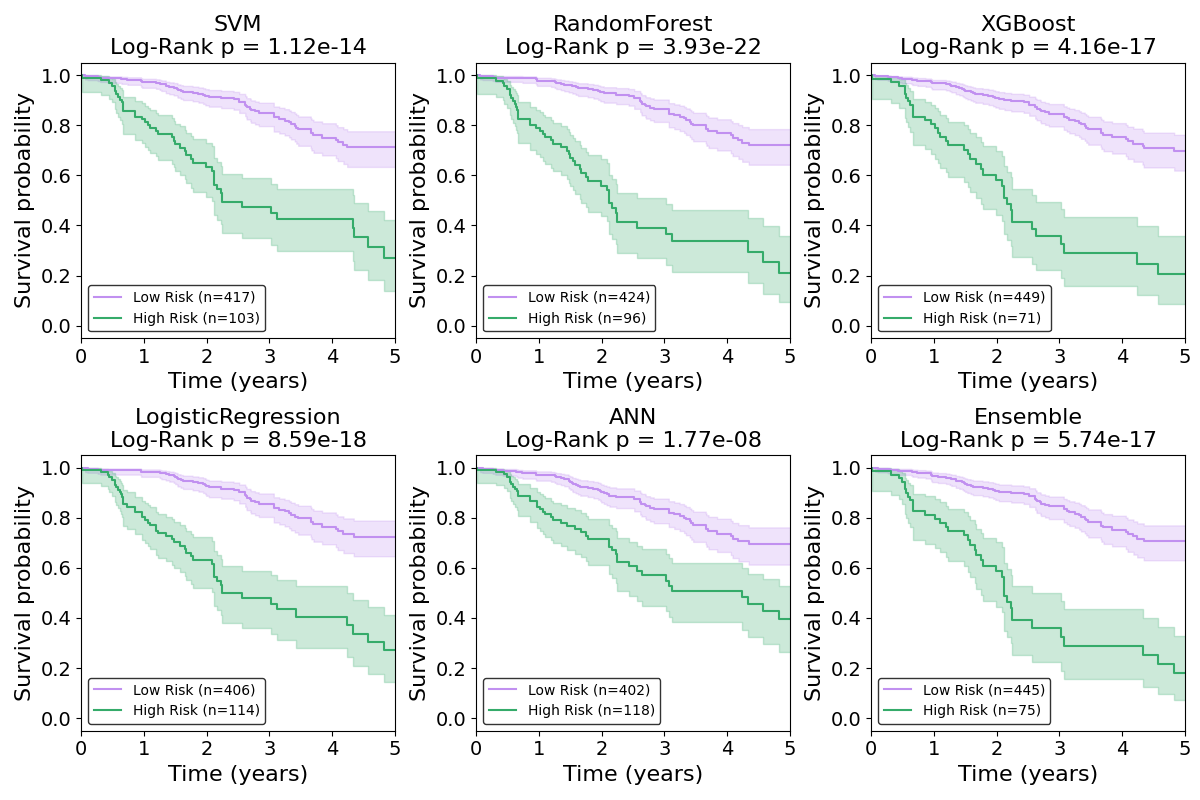 SVM
Log-Rank p = 1.12e-14
Survival probability
1.0
0.8
0.6
0.4
0.2
0.0
Low Risk (n=417)
High Risk (n=103)
0 1 2 3 4 5
Time (years)
RandomForest
Log-Rank p = 3.93e-22
Survival probability
1.0
0.8
0.6
0.4
0.2
0.0
Low Risk (n=424)
High Risk (n=96)
0 1 2 3 4 5
Time (years)
XGBoost
Log-Rank p = 4.16e-17
Survival probability
1.0
0.8
0.6
0.4
0.2
0.0
Low Risk (n=449)
High Risk (n=71)
0 1 2 3 4 5
Time (years)
LogisticRegression
Log-Rank p = 8.59e-18
Survival probability
1.0
0.8
0.6
0.4
0.2
0.0
Low Risk (n=406)
High Risk (n=114)
0 1 2 3 4 5
Time (years)
ANN
Log-Rank p = 1.77e-08
Survival probability
1.0
0.8
0.6
0.4
0.2
0.0
Low Risk (n=402)
High Risk (n=118)
0 1 2 3 4 5
Time (years)
Ensemble
Log-Rank p = 5.74e-17
Survival probability
1.0
0.8
0.6
0.4
0.2
0.0
Low Risk (n=445)
High Risk (n=75)
0 1 2 3 4 5
Time (years)